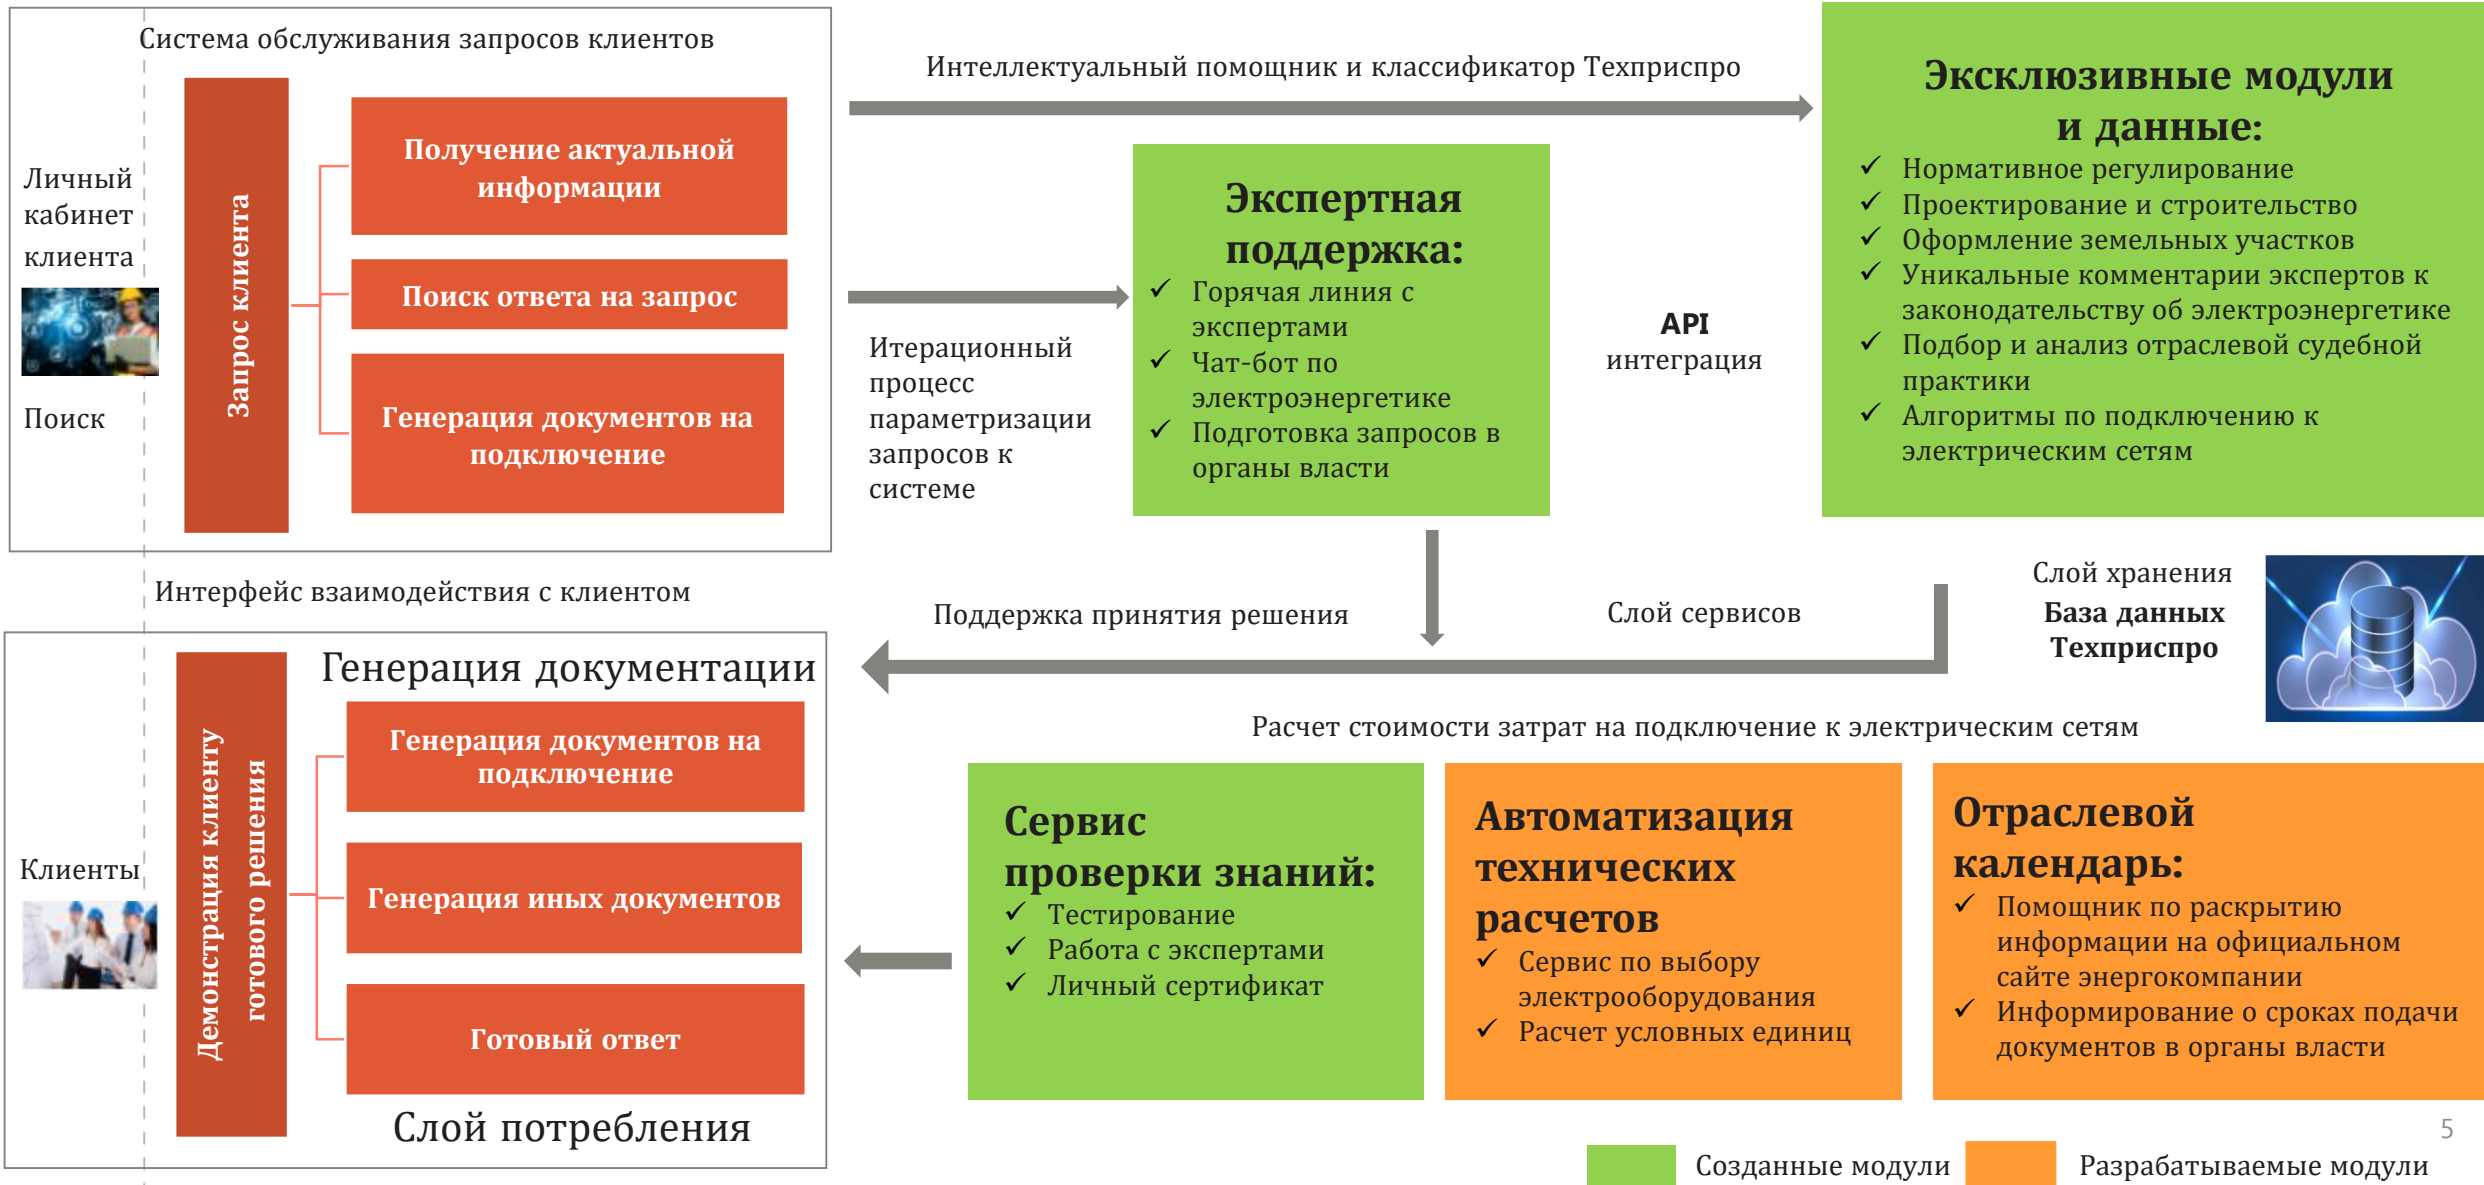 Система обслуживания запросов клиентов
Личный
кабинет
клиента
Поиск
Запрос клиента
Получение актуальной
информации
Поиск ответа на запрос
Генерация документов на
подключение
Интеллектуальный помощник и классификатор Техприспро
Итерационный
процесс
параметризации
запросов к
системе
Экспертная
поддержка:
✓ Горячая линия с
экспертами
✓ Чат-бот по
электроэнергетике
✓ Подготовка запросов в
органы власти
API
интеграция
Эксклюзивные модули
и данные:
✓ Нормативное регулирование
✓ Проектирование и строительство
✓ Оформление земельных участков
✓ Уникальные комментарии экспертов к
законодательству об электроэнергетике
✓ Подбор и анализ отраслевой судебной
практики
✓ Алгоритмы по подключению к
электрическим сетям
Интерфейс взаимодействия с клиентом
Поддержка принятия решения
Слой сервисов
Слой хранения
База данных
Техприспро
Клиенты
Демонстрация клиенту
готового решения
Генерация документации
Генерация документов на
подключение
Генерация иных документов
Готовый ответ
Слой потребления
Расчет стоимости затрат на подключение к электрическим сетям
Сервис
проверки знаний:
✓ Тестирование
✓ Работа с экспертами
✓ Личный сертификат
Автоматизация
технических
расчетов
✓ Сервис по выбору
электрооборудования
✓ Расчет условных единиц
Отраслевой
календарь:
✓ Помощник по раскрытию
информации на официальном
сайте энергокомпании
✓ Информирование о сроках подачи
документов в органы власти
5
Созданные модули
Разрабатываемые модули